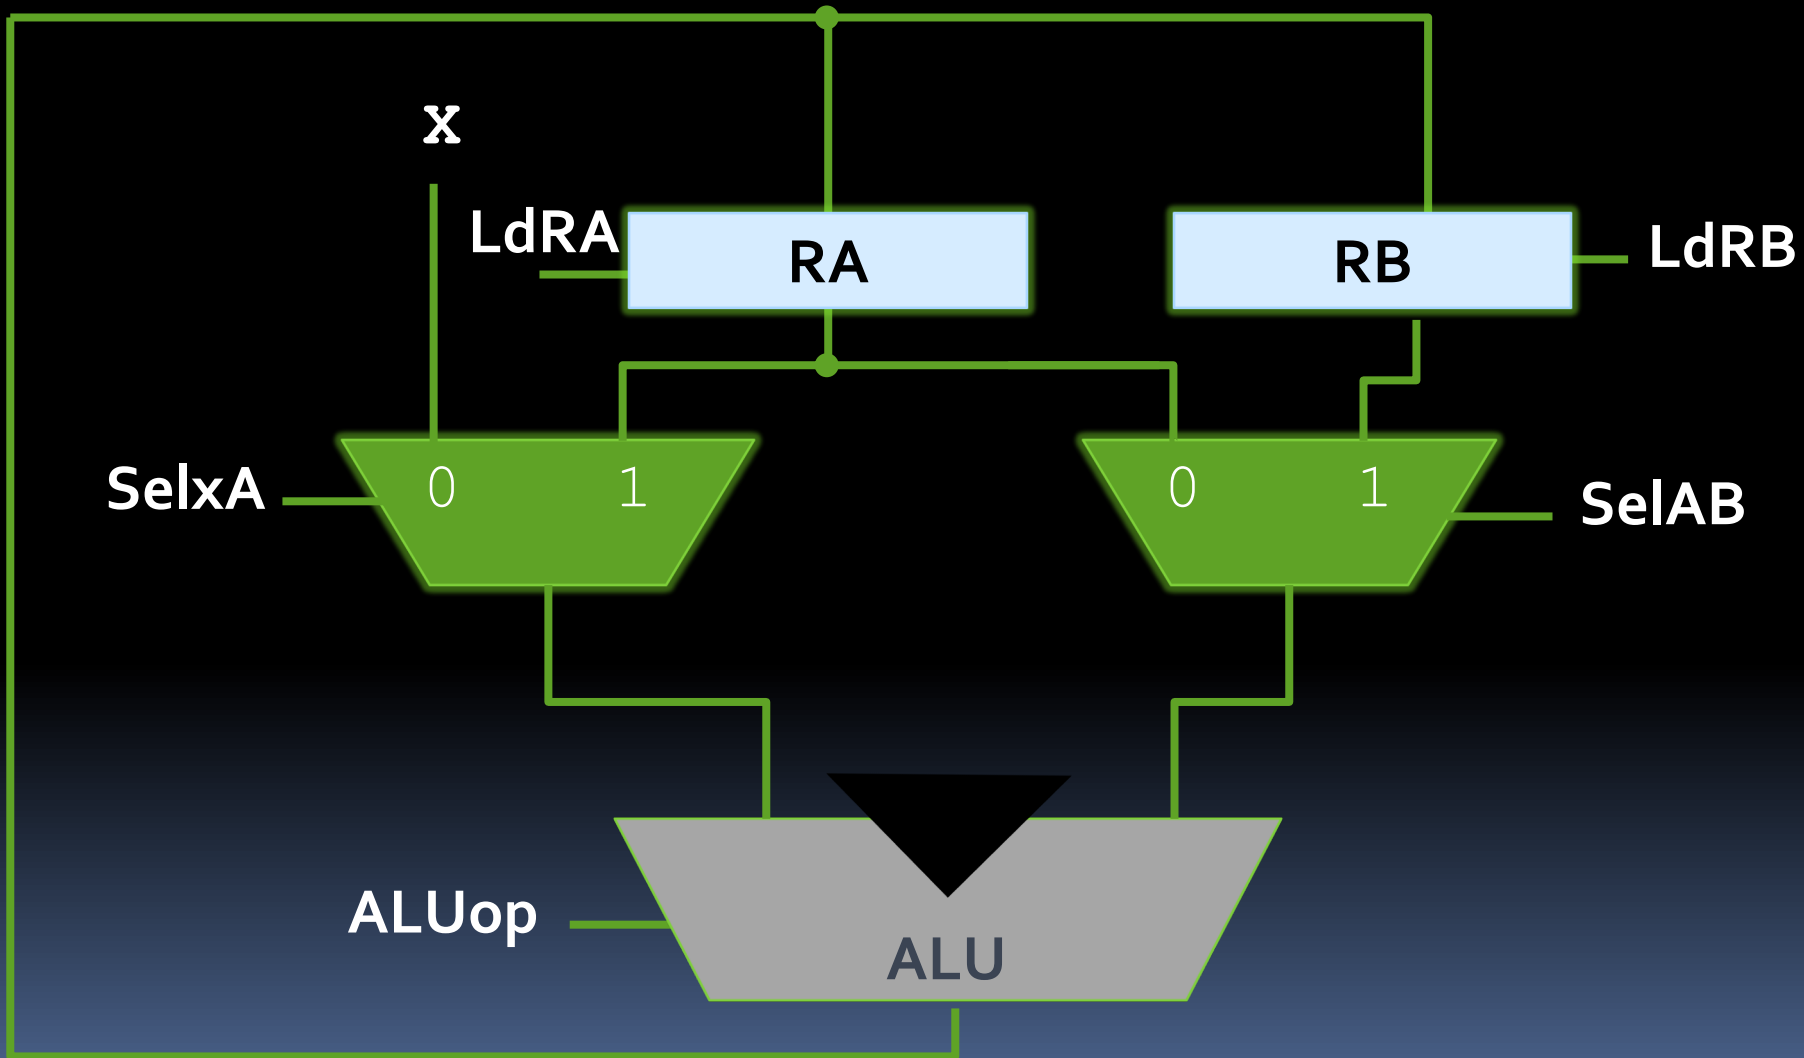 x
LdRA
RA
RB
LdRB
SelxA
0 1
0 1
SelAB
ALUop
ALU